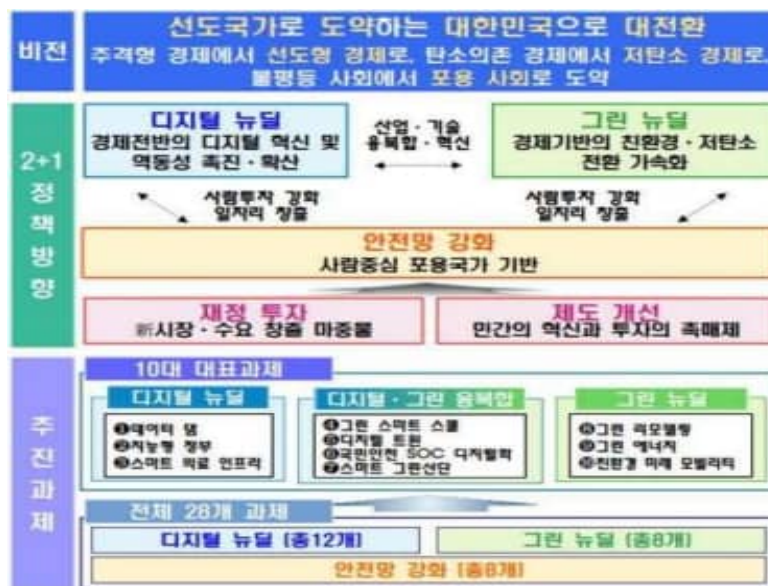 비전
선도국가로 도약하는 대한민국으로 대전환
추격형 경제에서 선도형 경제로, 탄소의존 경제에서 저탄소 경제로,
불평등 사회에서 포용 사회로 도약
2+1 정책방향
디지털 뉴딜
경제전반의 디지털 혁신 및
역동성 촉진·확산
산업·기술
융복합·혁신
그린 뉴딜
경제기반의 친환경·저탄소
전환 가속화
사람투자 강화
일자리 창출
사람투자 강화
일자리 창출
안전망 강화
사람중심 포용국가 기반
재정 투자
新시장·수요 창출 마중물
제도 개선
민간의 혁신과 투자의 촉매제
추진과제
10대 대표과제
디지털 뉴딜
❶데이터 댐
❷지능형 정부
❸스마트 의료 인프라
디지털·그린 융복합
❹그린 스마트 스쿨
❺디지털 트윈
❻국민안전 SOC 디지털화
❼스마트 그린산단
그린 뉴딜
❽그린 리모델링
❾그린 에너지
❿친환경 미래 모빌리티
전체 28개 과제
디지털 뉴딜 (총12개)
그린 뉴딜 (총8개)
안전망 강화 (총8개)